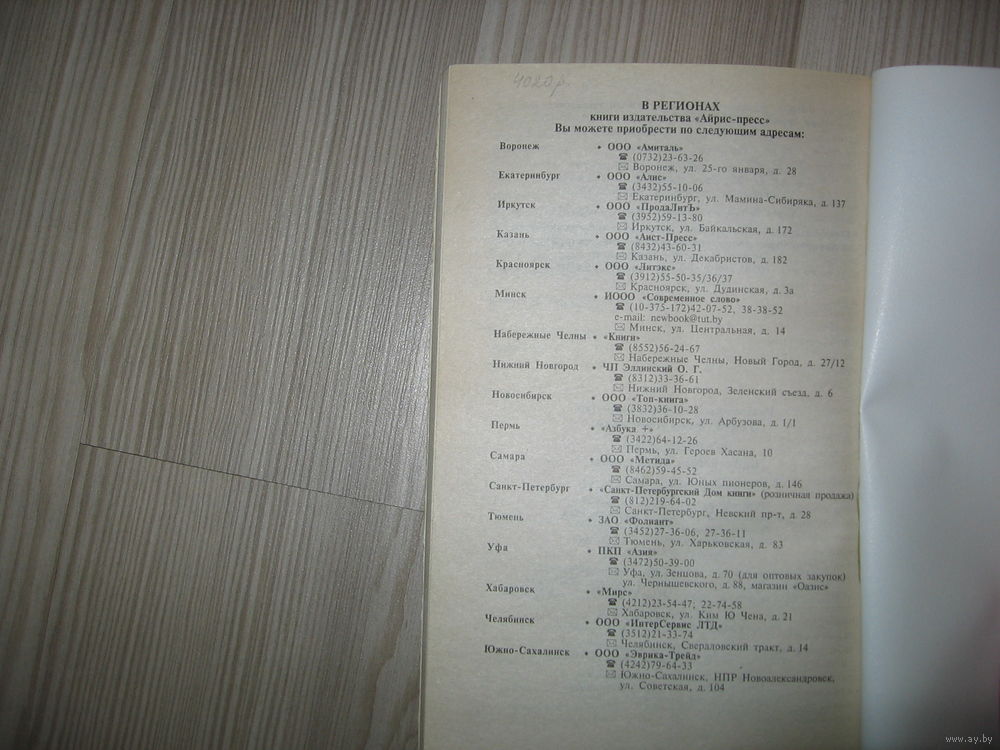 4020р.
В РЕГИОНАХ
книги издательства «Айрис-пресс»
Вы можете приобрести по следующим адресам:
Воронеж • ООО «Амиталь»
☎ (0732)23-63-26
✉ Воронеж, ул. 25-го января, д. 28
Екатеринбург • ООО «Алис»
☎ (3432)55-10-06
✉ Екатеринбург, ул. Мамина-Сибиряка, д. 137
Иркутск • ООО «ПродаЛитЪ»
☎ (3952)59-13-80
✉ Иркутск, ул. Байкальская, д. 172
Казань • ООО «Аист-Пресс»
☎ (8432)43-60-31
✉ Казань, ул. Декабристов, д. 182
Красноярск • ООО «Литэкс»
☎ (3912)55-50-35/36/37
✉ Красноярск, ул. Дудинская, д. 3а
Минск • ИООО «Современное слово»
☎ (10-375-172)42-07-52, 38-38-52
e-mail: newbook@tut.by
✉ Минск, ул. Центральная, д. 14
Набережные Челны • «Книги»
☎ (8552)56-24-67
✉ Набережные Челны, Новый Город, д. 27/12
Нижний Новгород • ЧП Эллинский О. Г.
☎ (8312)33-36-61
✉ Нижний Новгород, Зеленский съезд, д. 6
Новосибирск • ООО «Топ-книга»
☎ (3832)36-10-28
✉ Новосибирск, ул. Арбузова, д. 1/1
Пермь • «Азбука +»
☎ (3422)64-12-26
✉ Пермь, ул. Героев Хасана, 10
Самара • ООО «Метида»
☎ (8462)59-45-52
✉ Самара, ул. Юных пионеров, д. 146
Санкт-Петербург • «Санкт-Петербургский Дом книги» (розничная продажа)
☎ (812)219-64-02
✉ Санкт-Петербург, Невский пр-т, д. 28
Тюмень • ЗАО «Фолиант»
☎ (3452)27-36-06, 27-36-11
✉ Тюмень, ул. Харьковская, д. 83
Уфа • ПКП «Азия»
☎ (3472)50-39-00
✉ Уфа, ул. Зенцова, д. 70 (для оптовых закупок)
ул. Чернышевского, д. 88, магазин «Оазис»
Хабаровск • «Мирс»
☎ (4212)23-54-47; 22-74-58
✉ Хабаровск, ул. Ким Ю Чена, д. 21
Челябинск • ООО «ИнтерСервис ЛТД»
☎ (3512)21-33-74
✉ Челябинск, Свердловский тракт, д. 14
Южно-Сахалинск • ООО «Эврика-Трейд»
☎ (4242)79-64-33
✉ Южно-Сахалинск, НПР Новоалександровск,
ул. Советская, д. 104
www.ay.by